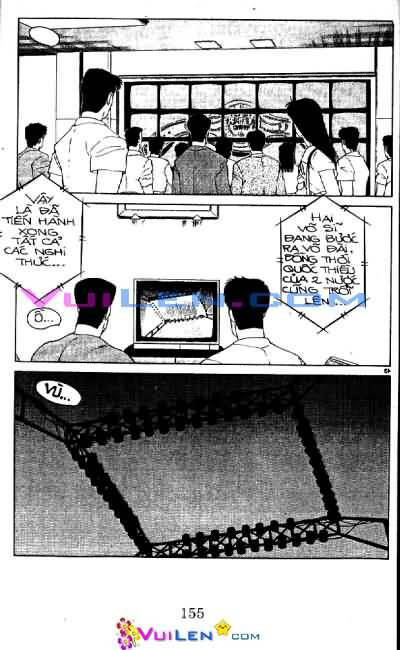 VẬY
LÀ ĐÃ
TIẾN HÀNH
XONG
TẤT CẢ
CÁC NGHI
THỨC...
HAI
VÕ SĨ
ĐANG BƯỚC
RA VÕ ĐÀI,
ĐỒNG THỜI
QUỐC THIỀU
CỦA 2 NƯỚC
CŨNG TRỖI
LÊN...
VUILEN.COM
Ồ...
VÙ...
155
VUILEN.COM